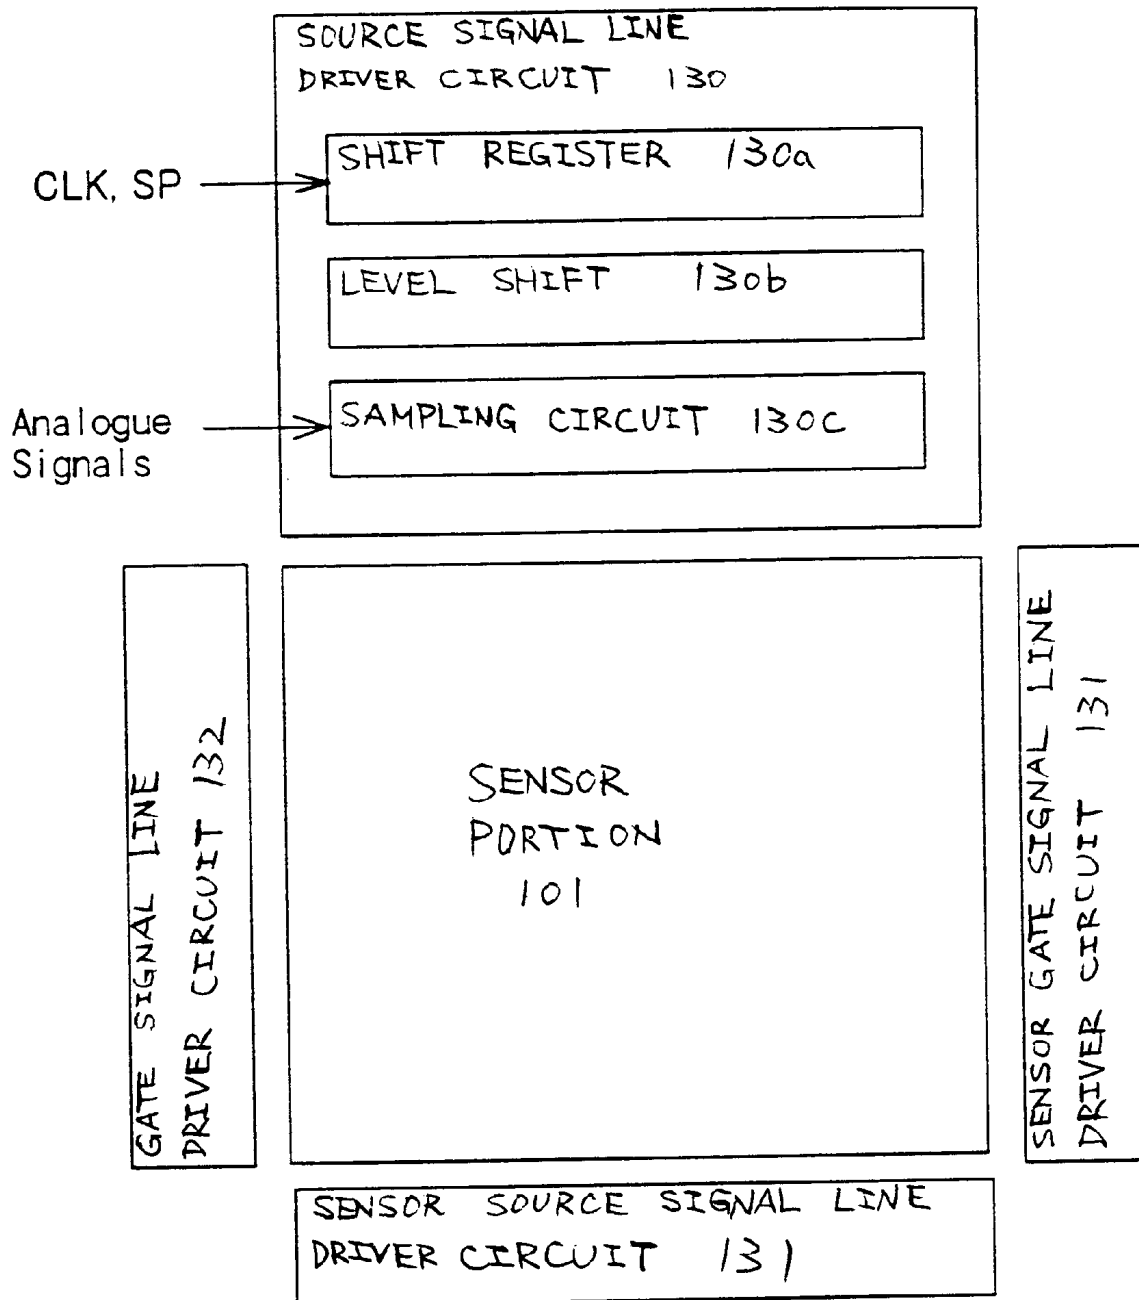 SOURCE SIGNAL LINE
DRIVER CIRCUIT 130
CLK, SP
SHIFT REGISTER 130a
LEVEL SHIFT 130b
Analogue
Signals
SAMPLING CIRCUIT 130c
GATE SIGNAL LINE
DRIVER CIRCUIT 132
SENSOR
PORTION
101
SENSOR GATE SIGNAL LINE
DRIVER CIRCUIT 131
SENSOR SOURCE SIGNAL LINE
DRIVER CIRCUIT 131